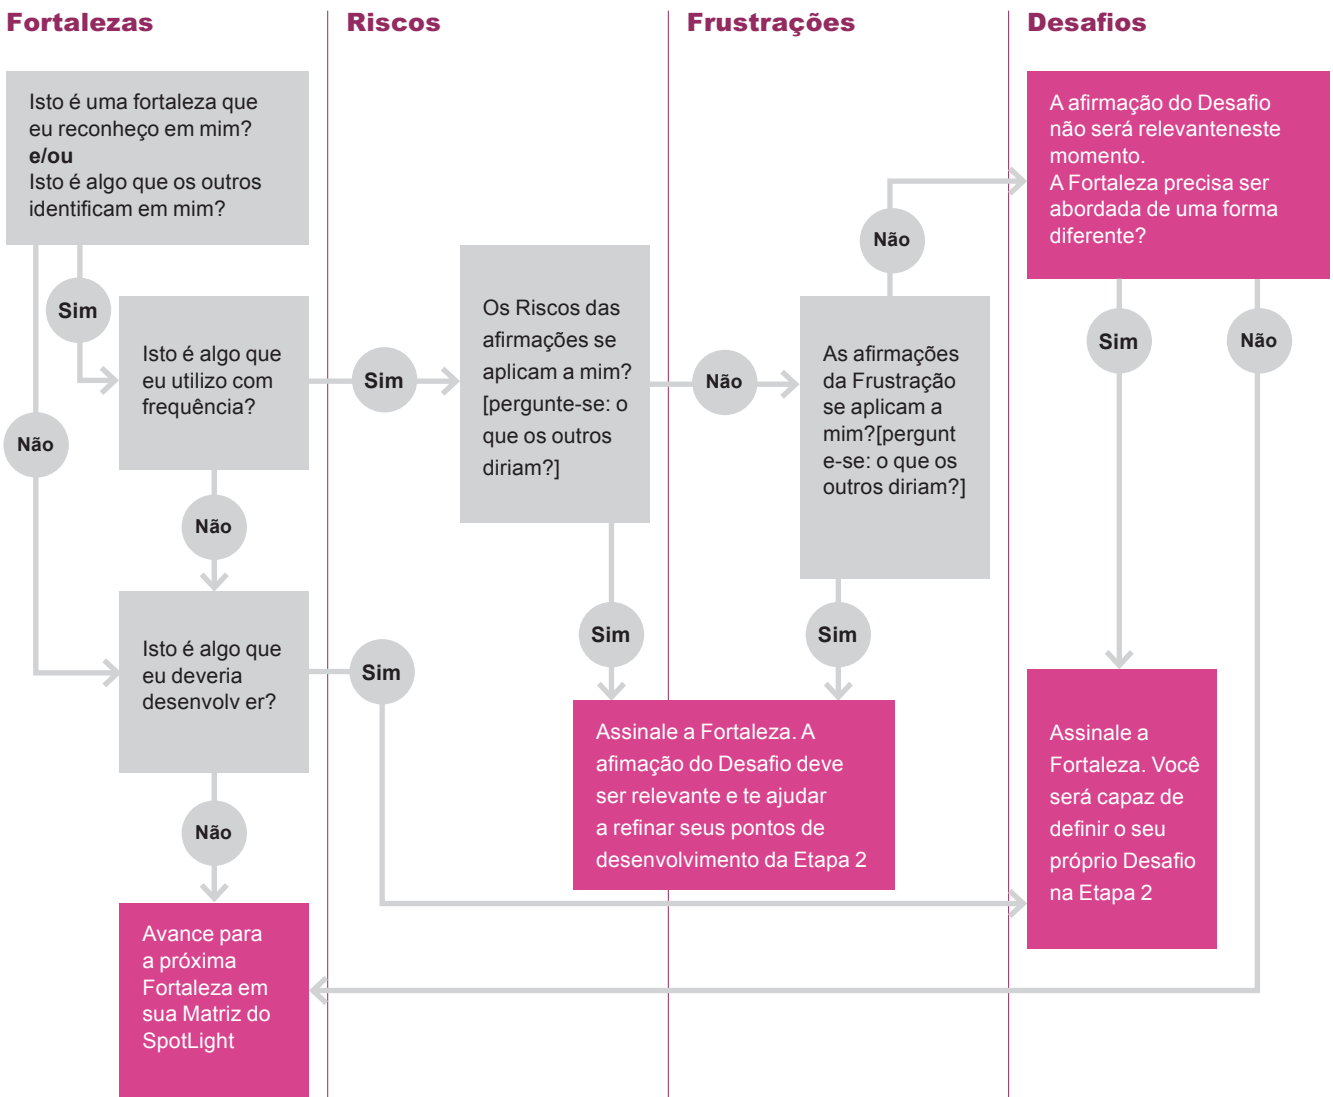 Fortalezas
Riscos
Frustrações
Desafios
Isto é uma fortaleza que
eu reconheço em mim?
e/ou
Isto é algo que os outros
identificam em mim?
Sim
Não
Isto é algo que
eu utilizo com
frequência?
Sim
Não
Isto é algo que
eu deveria
desenvolv er?
Sim
Não
Avance para
a próxima
Fortaleza em
sua Matriz do
SpotLight
Os Riscos das
afirmações se
aplicam a mim?
[pergunte-se: o
que os outros
diriam?]
Não
Sim
As afirmações
da Frustração
se aplicam a
mim?[pergunt
e-se: o que os
outros diriam?]
Não
Sim
Assinale a Fortaleza. A
afimação do Desafio deve
ser relevante e te ajudar
a refinar seus pontos de
desenvolvimento da Etapa 2
A afirmação do Desafio
não será relevanteneste
momento.
A Fortaleza precisa ser
abordada de uma forma
diferente?
Sim
Não
Assinale a
Fortaleza. Você
será capaz de
definir o seu
próprio Desafio
na Etapa 2